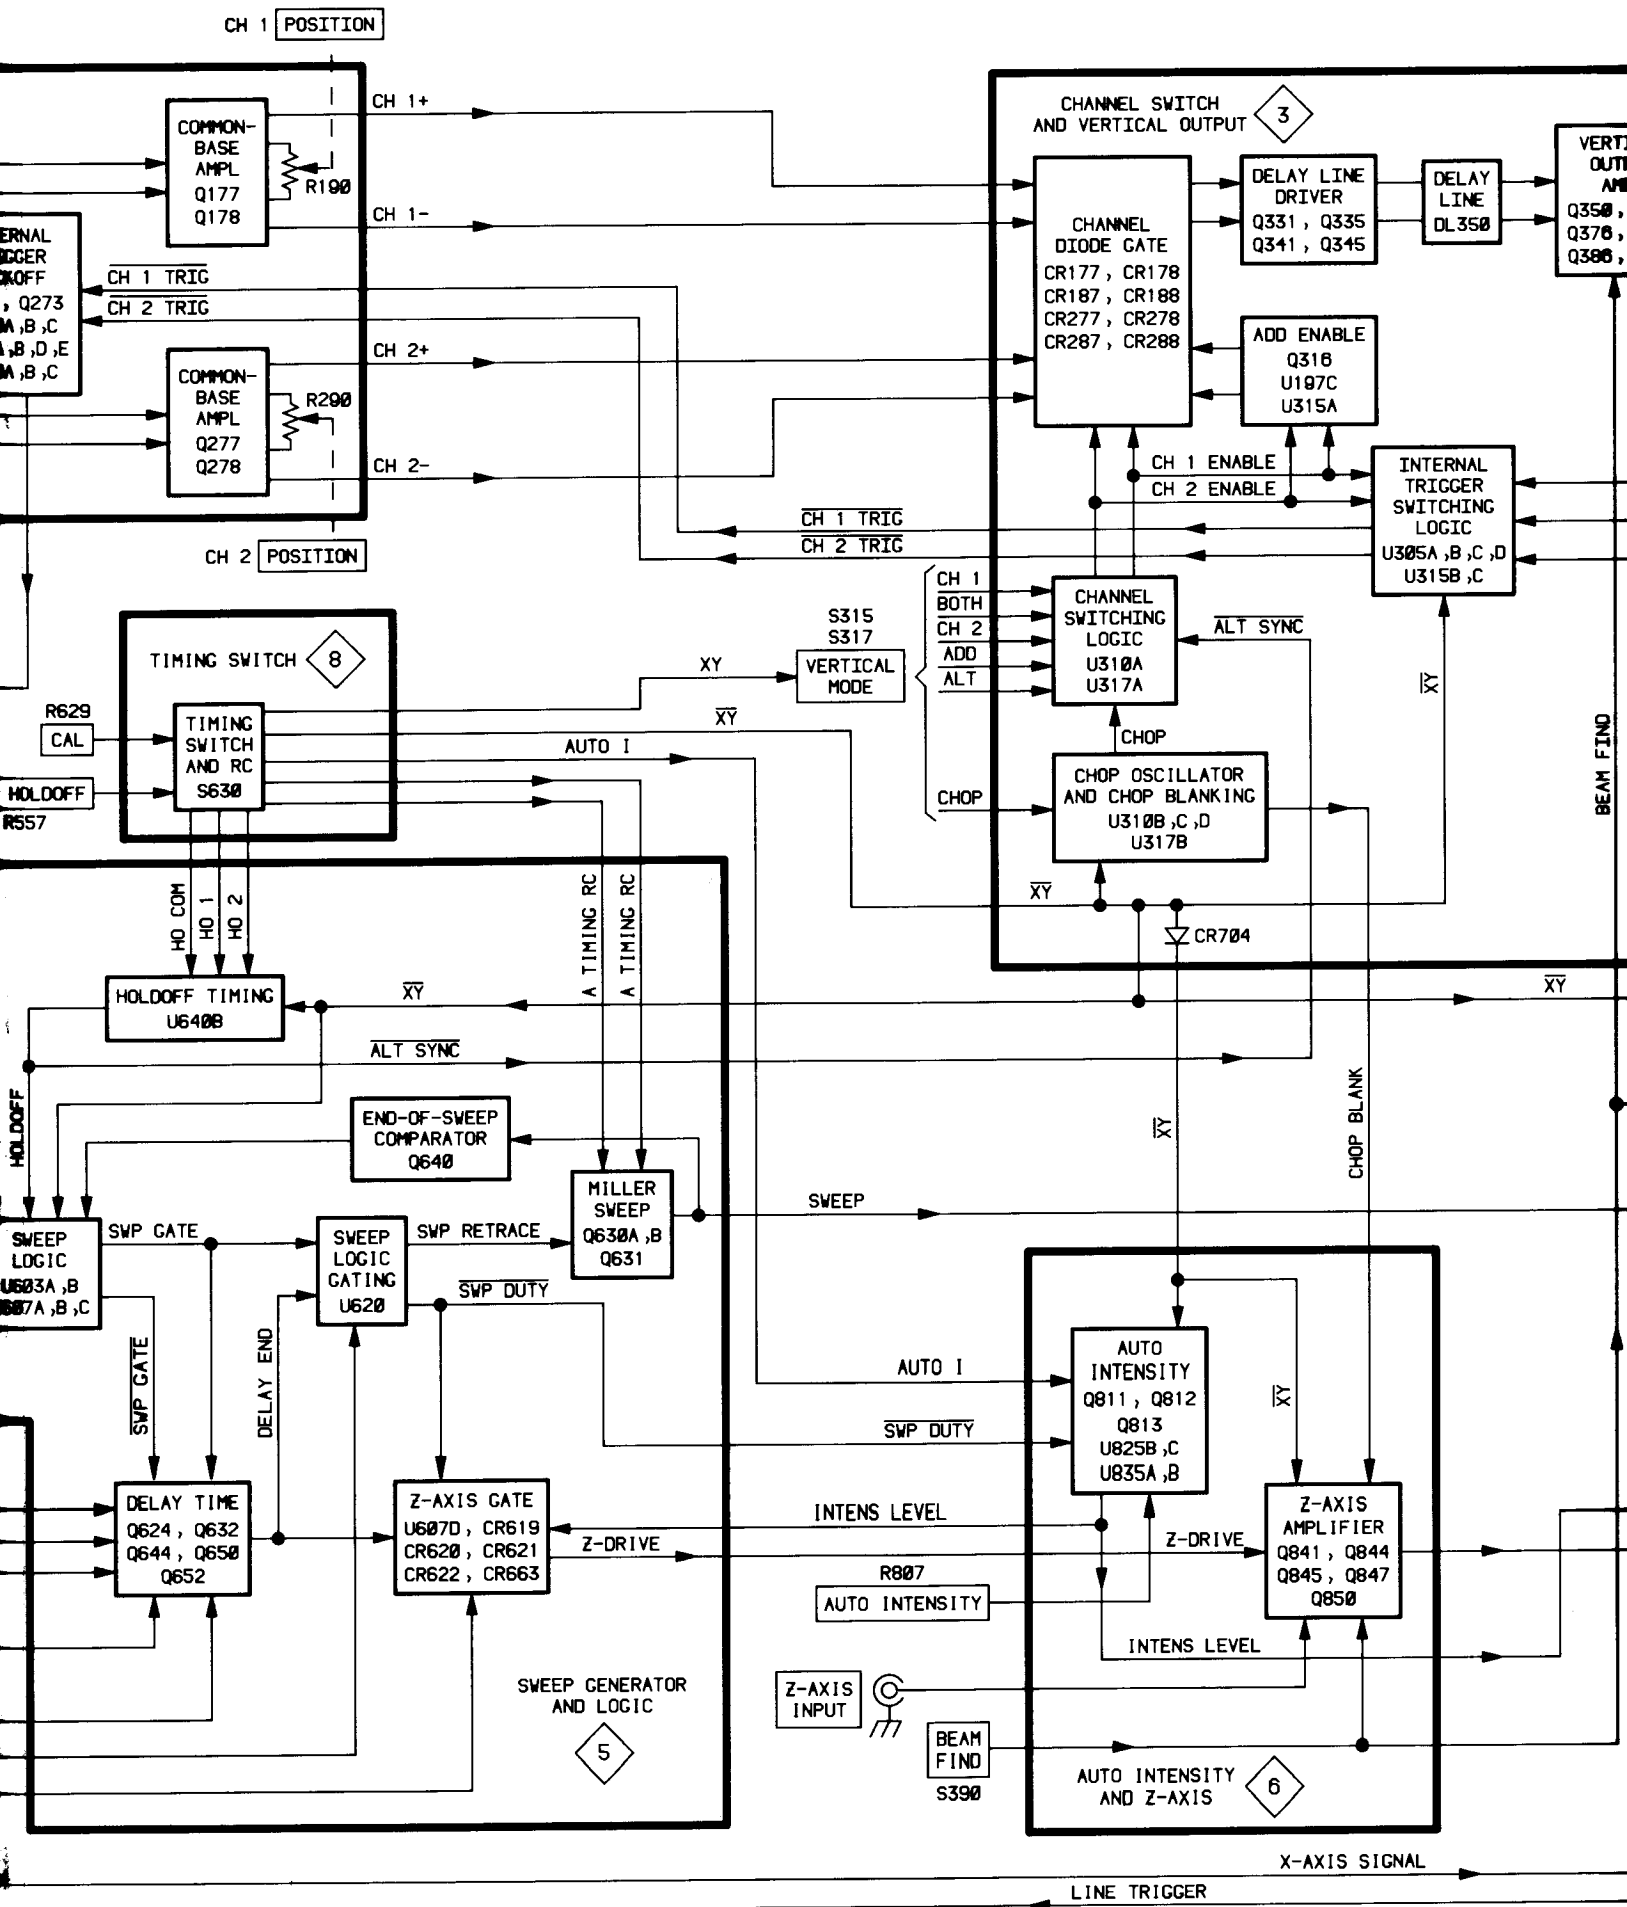 CH 1 POSITION
COMMON-
BASE
AMPL
Q177
Q178
R190
CH 1+
CH 1-
CH 1 TRIG
CH 2 TRIG
, Q273
,B ,C
,B ,D ,E
,B ,C
COMMON-
BASE
AMPL
Q277
Q278
R290
CH 2+
CH 2-
CH 2 POSITION
CHANNEL SWITCH
AND VERTICAL OUTPUT
3
CHANNEL
DIODE GATE
CR177, CR178
CR187, CR188
CR277, CR278
CR287, CR288
DELAY LINE
DRIVER
Q331, Q335
Q341, Q345
DELAY
LINE
DL350
Q350,
Q376,
Q386,
ADD ENABLE
Q316
U197C
U315A
CH 1 ENABLE
CH 2 ENABLE
INTERNAL
TRIGGER
SWITCHING
LOGIC
U305A,B,C,D
U315B,C
CH 1 TRIG
CH 2 TRIG
CH 1
BOTH
CH 2
ADD
ALT
CHANNEL
SWITCHING
LOGIC
U310A
U317A
ALT SYNC
XY
S315
S317
VERTICAL
MODE
CHOP
CHOP
CHOP OSCILLATOR
AND CHOP BLANKING
U310B,C,D
U317B
BEAM FIND
XY
CR704
TIMING SWITCH
8
R629
CAL
TIMING
SWITCH
AND RC
S630
HOLDOFF
R557
XY
XY
AUTO I
HO COM
HO 1
HO 2
A TIMING RC
A TIMING RC
HOLDOFF TIMING
U640B
XY
XY
ALT SYNC
HOLDOFF
END-OF-SWEEP
COMPARATOR
Q640
XY
CHOP BLANK
MILLER
SWEEP
Q630A,B
Q631
SWEEP
SWEEP
LOGIC
U603A,B
,B,C
SWP GATE
SWEEP
LOGIC
GATING
U620
SWP RETRACE
SWP DUTY
SWP GATE
DELAY END
AUTO I
SWP DUTY
AUTO
INTENSITY
Q811, Q812
Q813
U825B,C
U835A,B
XY
DELAY TIME
Q624, Q632
Q644, Q650
Q652
Z-AXIS GATE
U607D, CR619
CR620, CR621
CR622, CR663
INTENS LEVEL
Z-DRIVE
Z-DRIVE
Z-AXIS
AMPLIFIER
Q841, Q844
Q845, Q847
Q850
R807
AUTO INTENSITY
INTENS LEVEL
SWEEP GENERATOR
AND LOGIC
5
Z-AXIS
INPUT
BEAM
FIND
S390
AUTO INTENSITY
AND Z-AXIS
6
X-AXIS SIGNAL
LINE TRIGGER